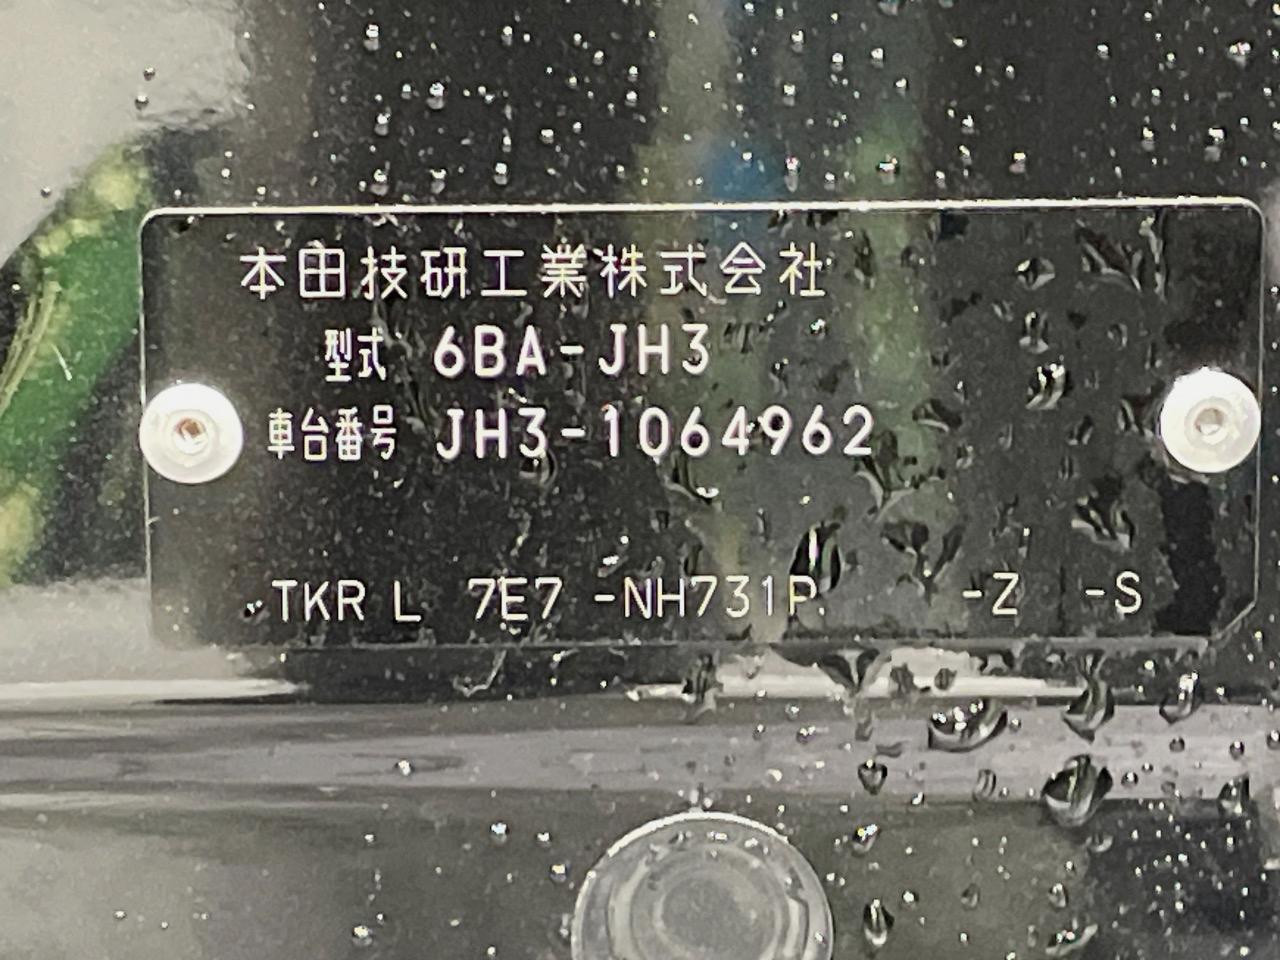 本田技研工業株式会社
型式 6BA-JH3
車台番号 JH3-1064962
TKR L 7E7 -NH731P -Z -S